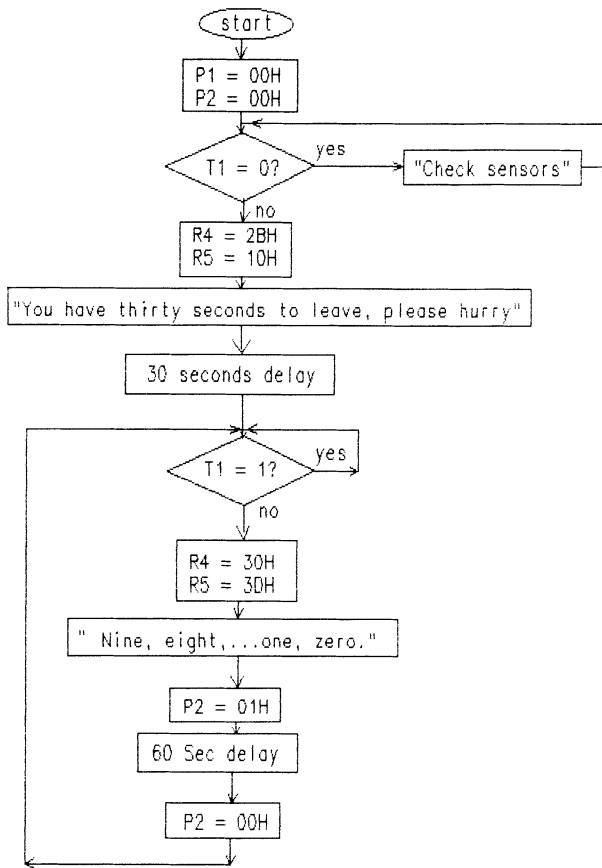 start
P1 = 00H
P2 = 00H
T1 = 0?
yes
"Check sensors"
no
R4 = 2BH
R5 = 10H
"You have thirty seconds to leave, please hurry"
30 seconds delay
T1 = 1?
yes
no
R4 = 30H
R5 = 3DH
" Nine, eight,...one, zero."
P2 = 01H
60 Sec delay
P2 = 00H